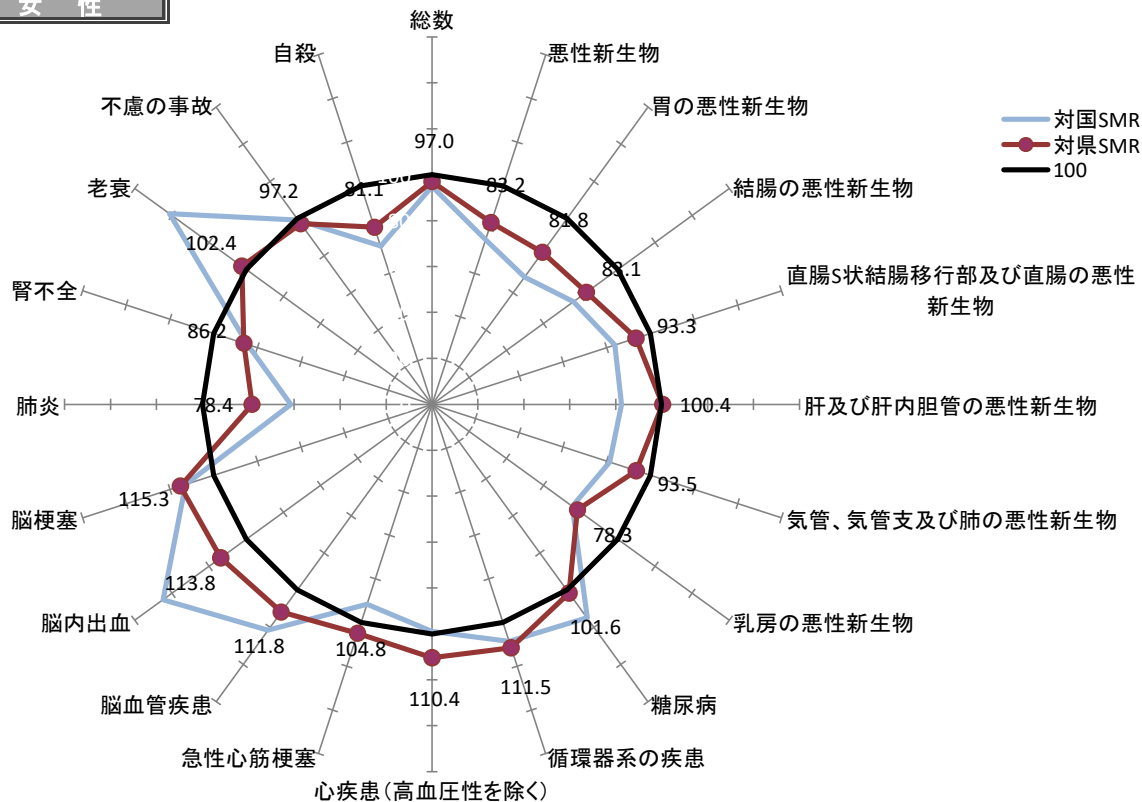 女 性
総数
悪性新生物
胃の悪性新生物
結腸の悪性新生物
直腸S状結腸移行部及び直腸の悪性
新生物
肝及び肝内胆管の悪性新生物
気管、気管支及び肺の悪性新生物
乳房の悪性新生物
糖尿病
循環器系の疾患
心疾患(高血圧性を除く)
急性心筋梗塞
脳血管疾患
脳内出血
脳梗塞
肺炎
腎不全
老衰
不慮の事故
自殺
97.0
83.2
81.8
83.1
93.3
100.4
93.5
78.3
101.6
111.5
110.4
104.8
111.8
113.8
115.3
78.4
86.2
102.4
97.2
81.1
100
80
対国SMR
対県SMR
100